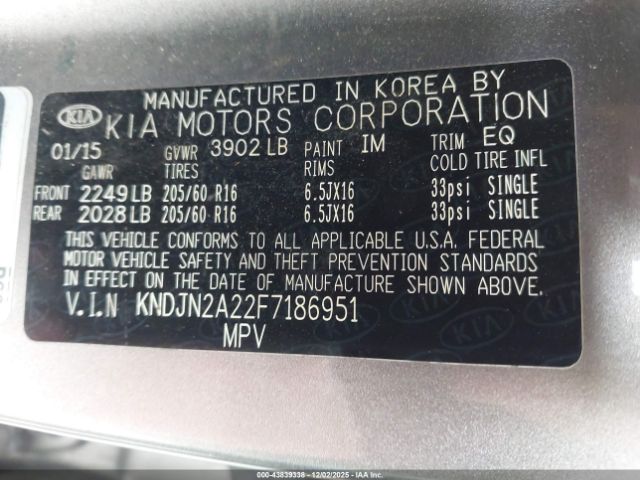 MANUFACTURED IN KOREA BY
KIA KIA MOTORS CORPORATION
01/15 GVWR 3902 LB PAINT IM TRIM EQ
GAWR TIRES RIMS COLD TIRE INFL
FRONT 2249 LB 205/60 R16 6.5JX16 33psi SINGLE
REAR 2028 LB 205/60 R16 6.5JX16 33psi SINGLE
THIS VEHICLE CONFORMS TO ALL APPLICABLE U.S.A. FEDERAL
MOTOR VEHICLE SAFETY AND THEFT PREVENTION STANDARDS
IN EFFECT ON THE DATE OF MANUFACTURE SHOWN ABOVE.
V.I.N KNDJN2A22F7186951
MPV
000-43839338 - 12/02/2025 - IAAI.COM